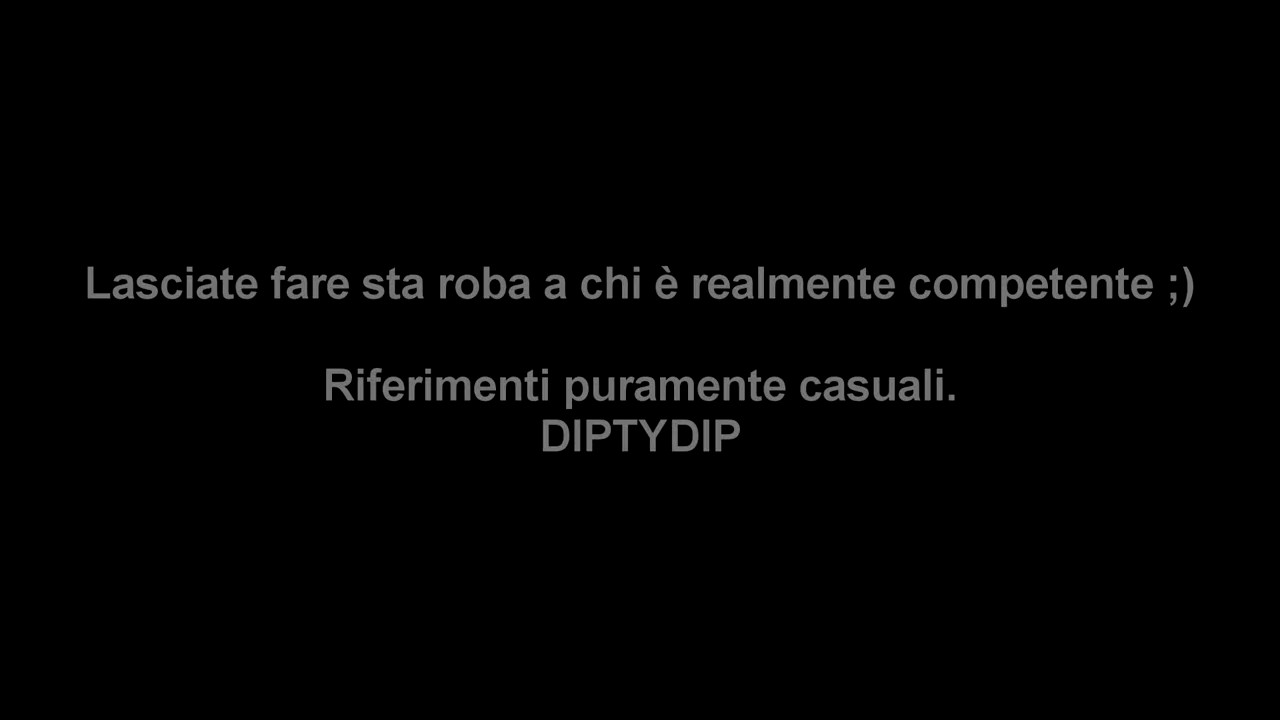 Lasciate fare sta roba a chi è realmente competente ;)
Riferimenti puramente casuali.
DIPTYDIP